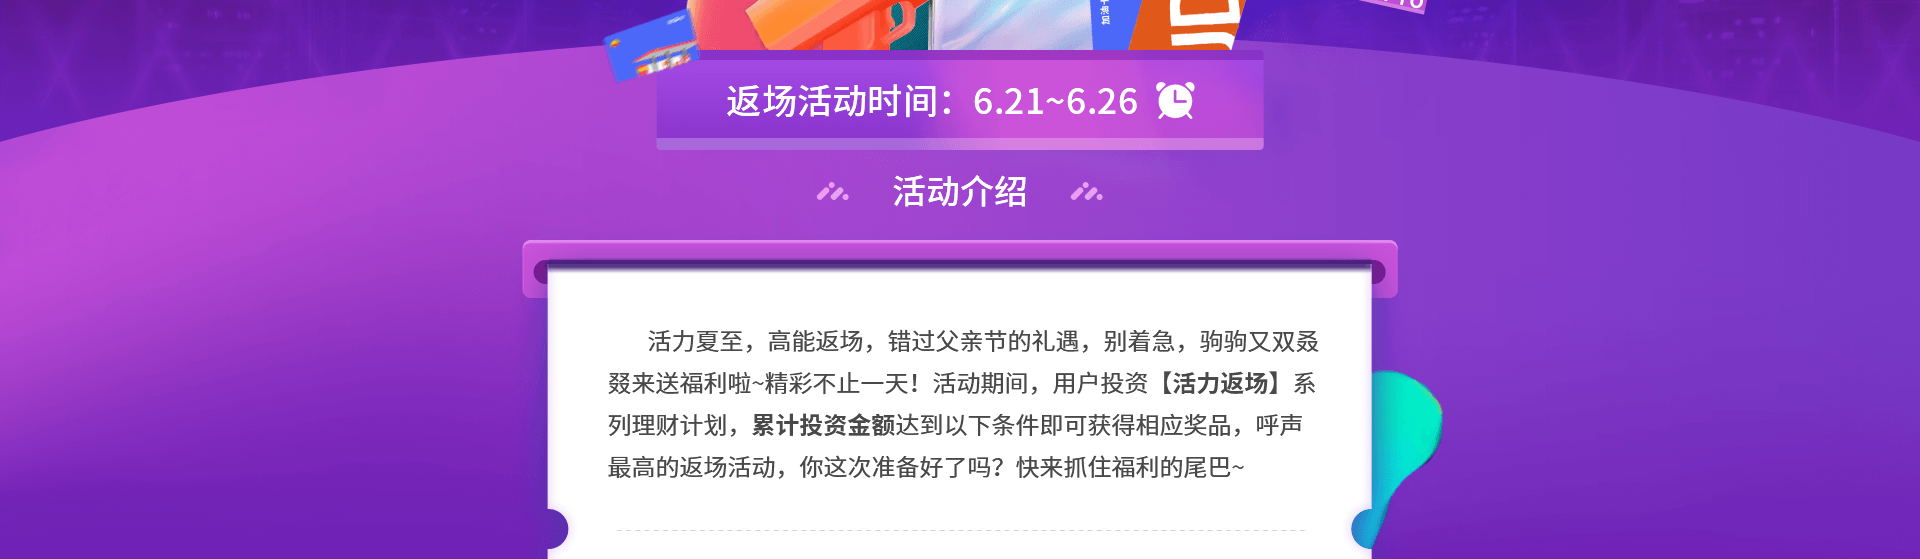 加油卡
JD
返场活动时间：6.21~6.26
活动介绍
活力夏至，高能返场，错过父亲节的礼遇，别着急，驹驹又双叒
叕来送福利啦~精彩不止一天！活动期间，用户投资【活力返场】系
列理财计划，累计投资金额达到以下条件即可获得相应奖品，呼声
最高的返场活动，你这次准备好了吗？快来抓住福利的尾巴~